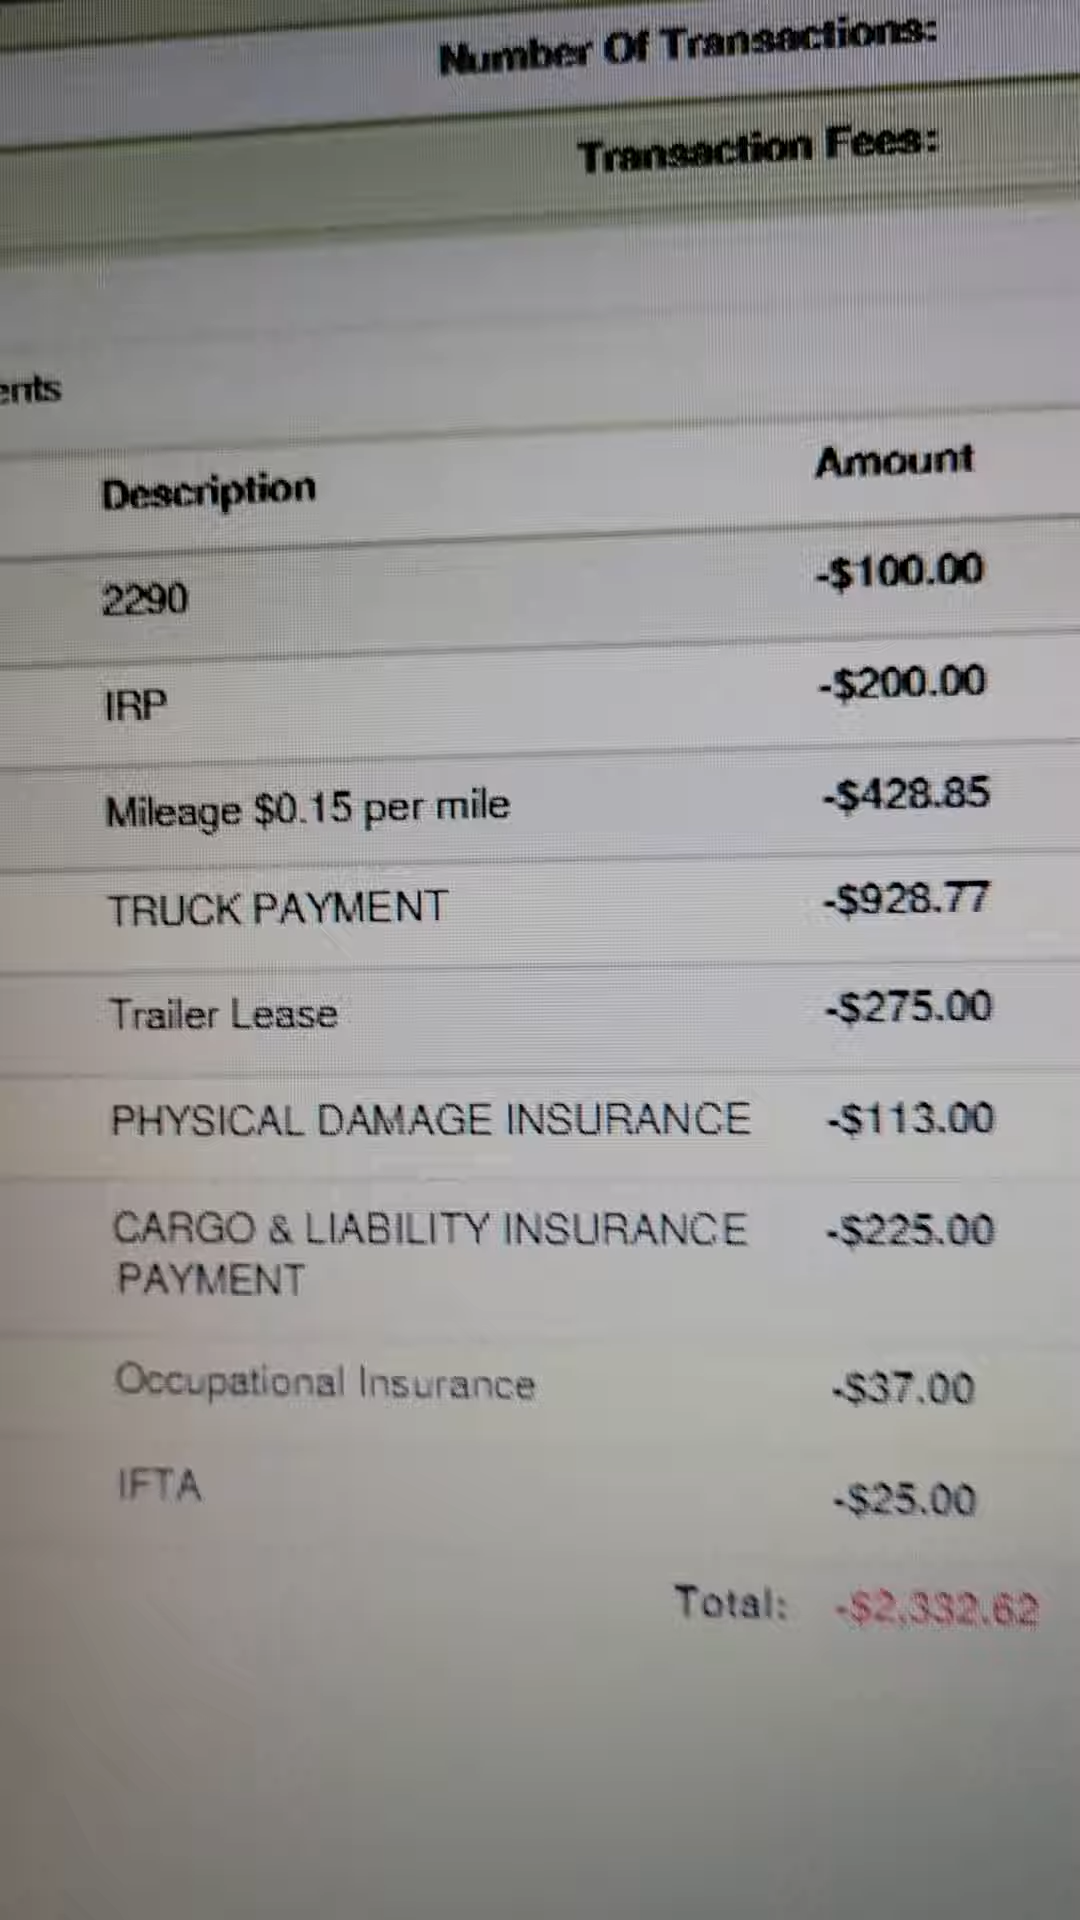 Number Of Transactions:
Transaction Fees:
ents
Description Amount
2290 -$100.00
IRP -$200.00
Mileage $0.15 per mile -$428.85
TRUCK PAYMENT -$928.77
Trailer Lease -$275.00
PHYSICAL DAMAGE INSURANCE -$113.00
CARGO & LIABILITY INSURANCE -$225.00
PAYMENT
Occupational Insurance -$37.00
IFTA -$25.00
Total: -$2,332.62